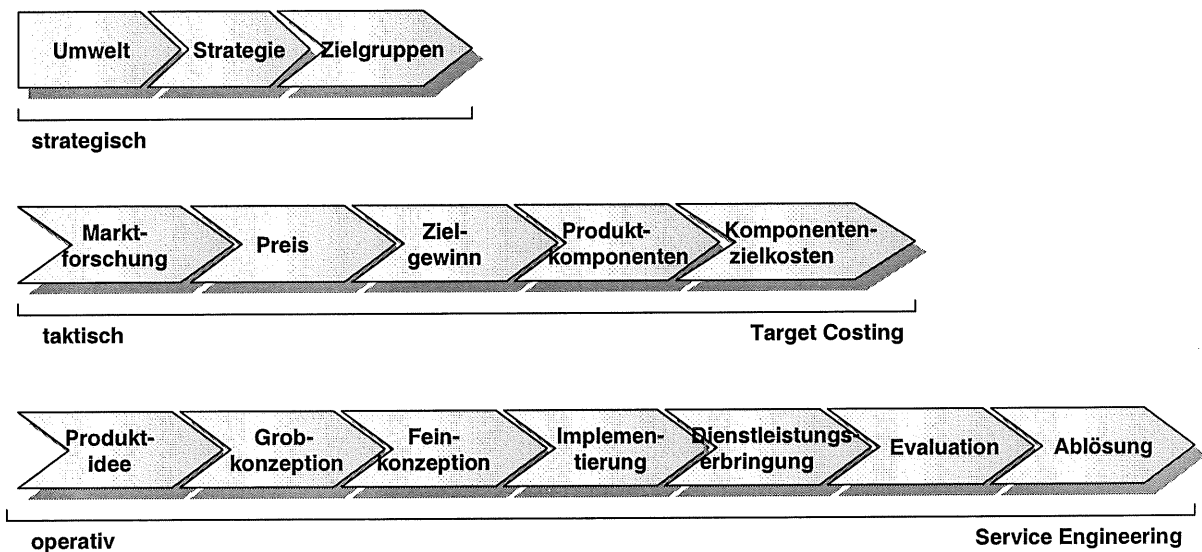 Umwelt
Strategie
Zielgruppen
strategisch
Markt-
forschung
Preis
Ziel-
gewinn
Produkt-
komponenten
Komponenten-
zielkosten
taktisch
Target Costing
Produkt-
idee
Grob-
konzeption
Fein-
konzeption
Implemen-
tierung
Dienstleistungs-
erbringung
Evaluation
Ablösung
operativ
Service Engineering